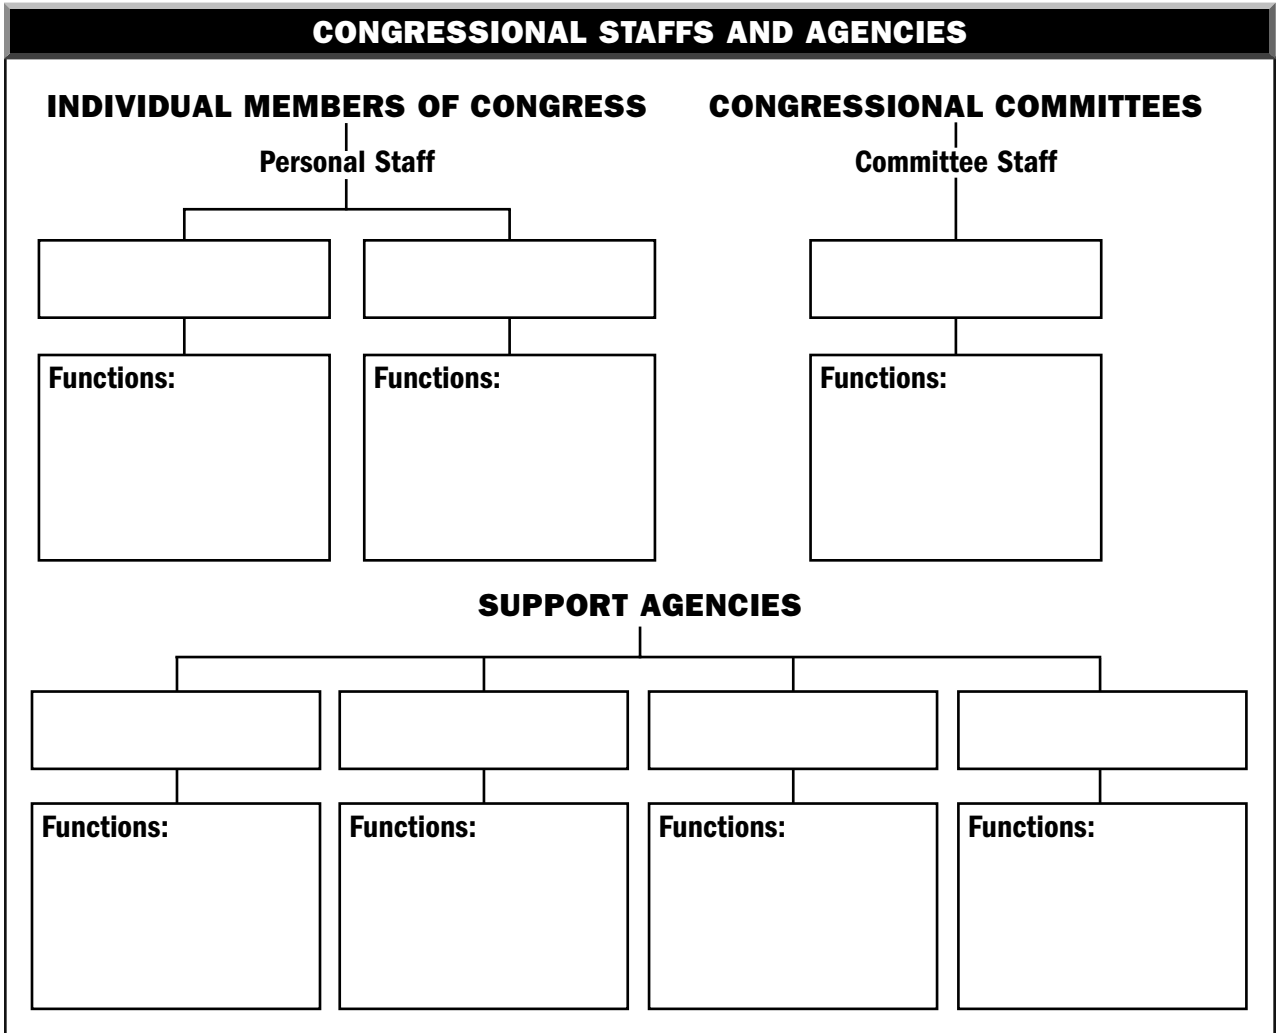 CONGRESSIONAL STAFFS AND AGENCIES
INDIVIDUAL MEMBERS OF CONGRESS
Personal Staff
Functions:
Functions:
CONGRESSIONAL COMMITTEES
Committee Staff
Functions:
SUPPORT AGENCIES
Functions:
Functions:
Functions:
Functions: